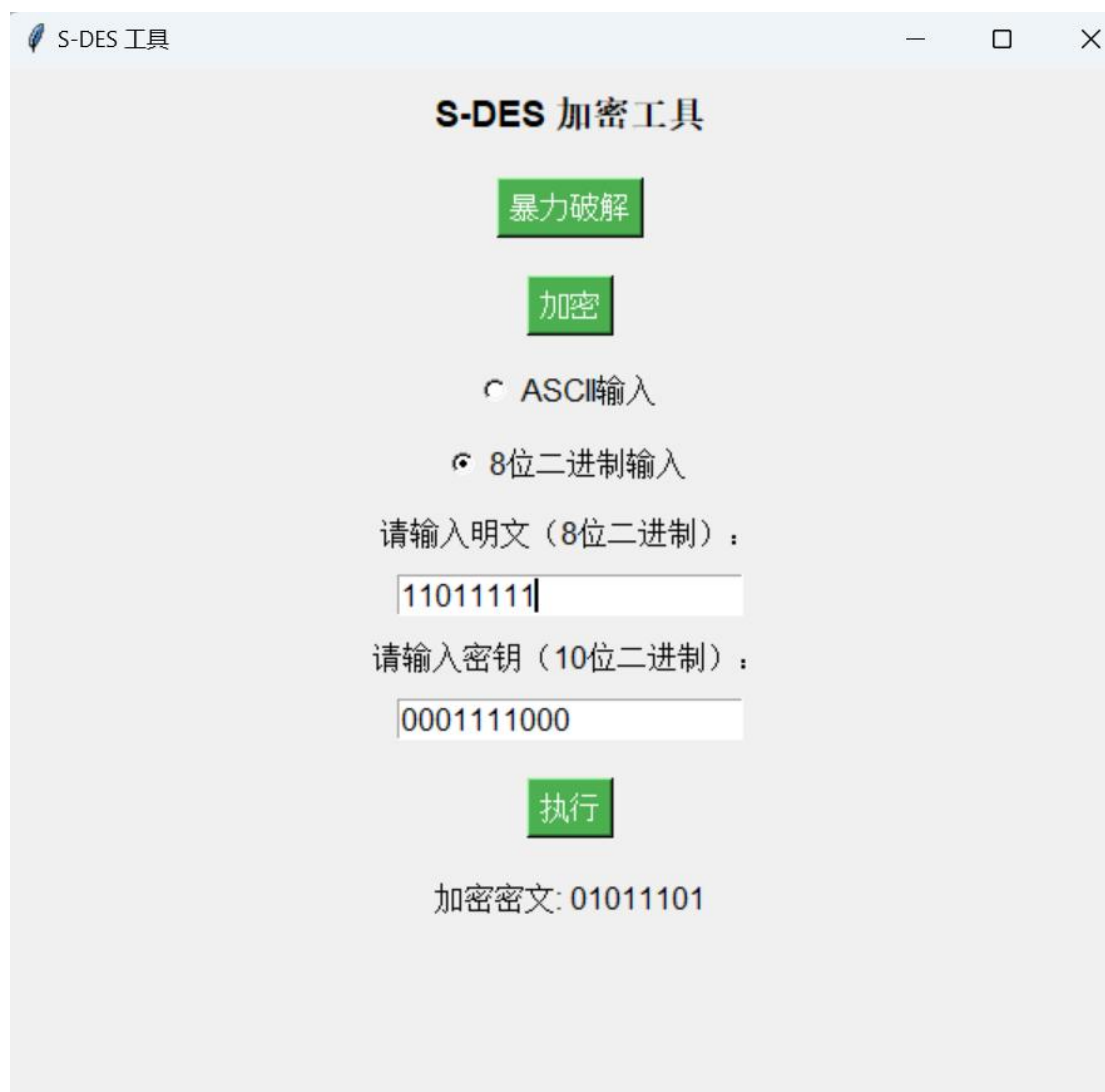 S-DES 工具
S-DES 加密工具
暴力破解
加密
ASCII输入
8位二进制输入
请输入明文（8位二进制）：
11011111
请输入密钥（10位二进制）：
0001111000
执行
加密密文: 01011101